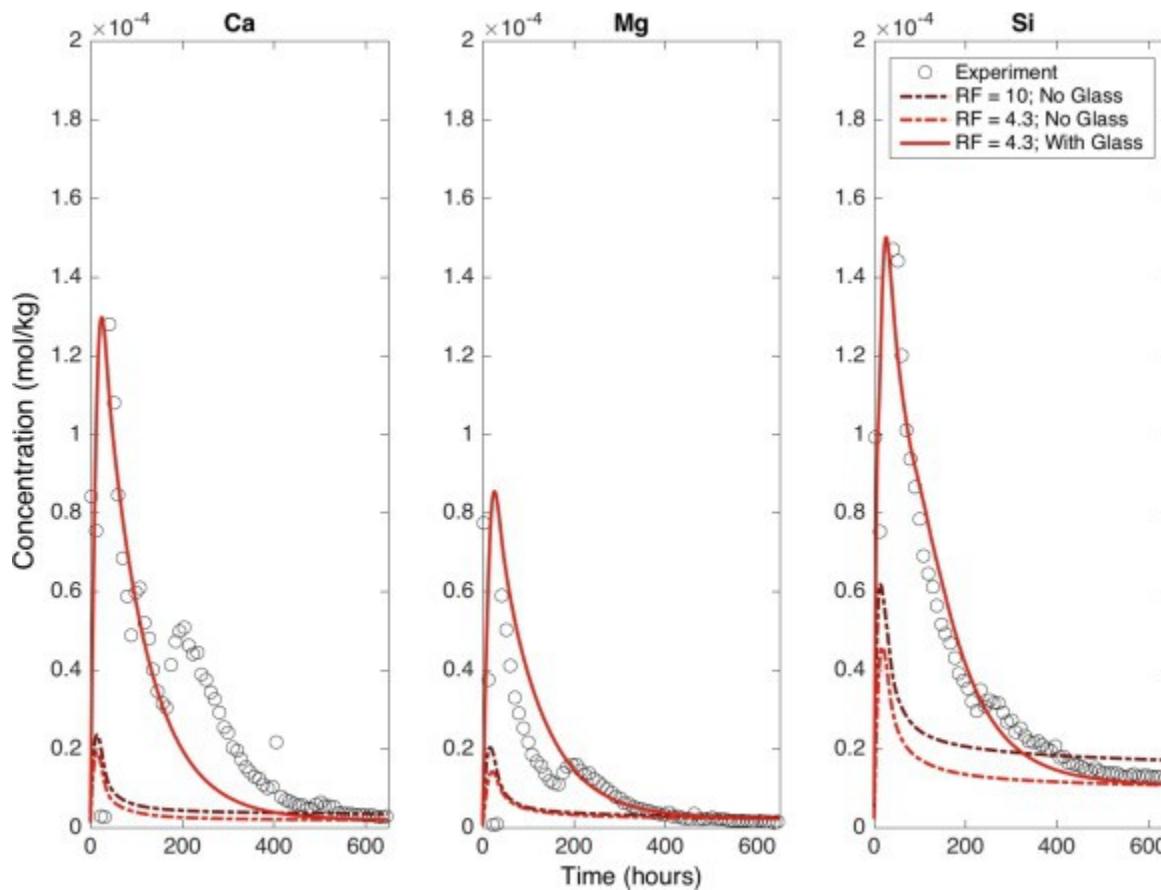 ×10⁻⁴ Ca
×10⁻⁴ Mg
×10⁻⁴ Si
2
1.8
1.6
1.4
1.2
1
0.8
0.6
0.4
0.2
0
2
1.8
1.6
1.4
1.2
1
0.8
0.6
0.4
0.2
0
2
1.8
1.6
1.4
1.2
1
0.8
0.6
0.4
0.2
0
Experiment
RF = 10; No Glass
RF = 4.3; No Glass
RF = 4.3; With Glass
Concentration (mol/kg)
0 200 400 600
0 200 400 600
0 200 400 600
Time (hours)